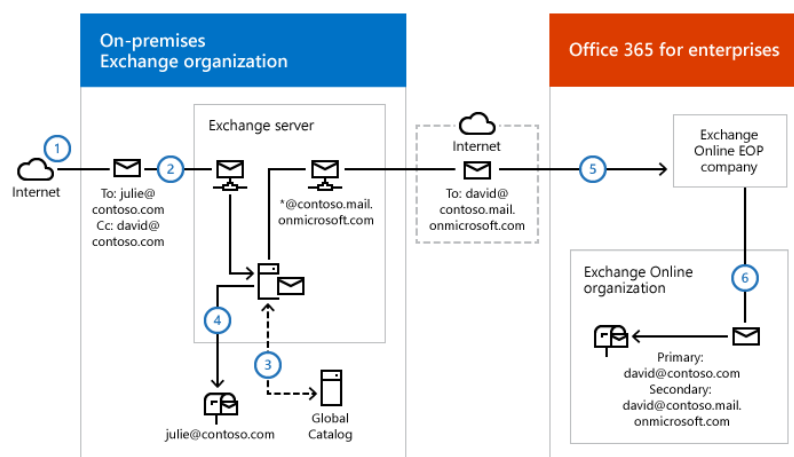 On-premises
Exchange organization
Office 365 for enterprises
Exchange server
1
Internet
To: julie@
contoso.com
Cc: david@
contoso.com
2
*@contoso.mail.
onmicrosoft.com
Internet
To: david@
contoso.mail.
onmicrosoft.com
5
Exchange
Online EOP
company
4
3
julie@contoso.com
Global
Catalog
6
Exchange Online
organization
Primary:
david@contoso.com
Secondary:
david@contoso.mail.
onmicrosoft.com